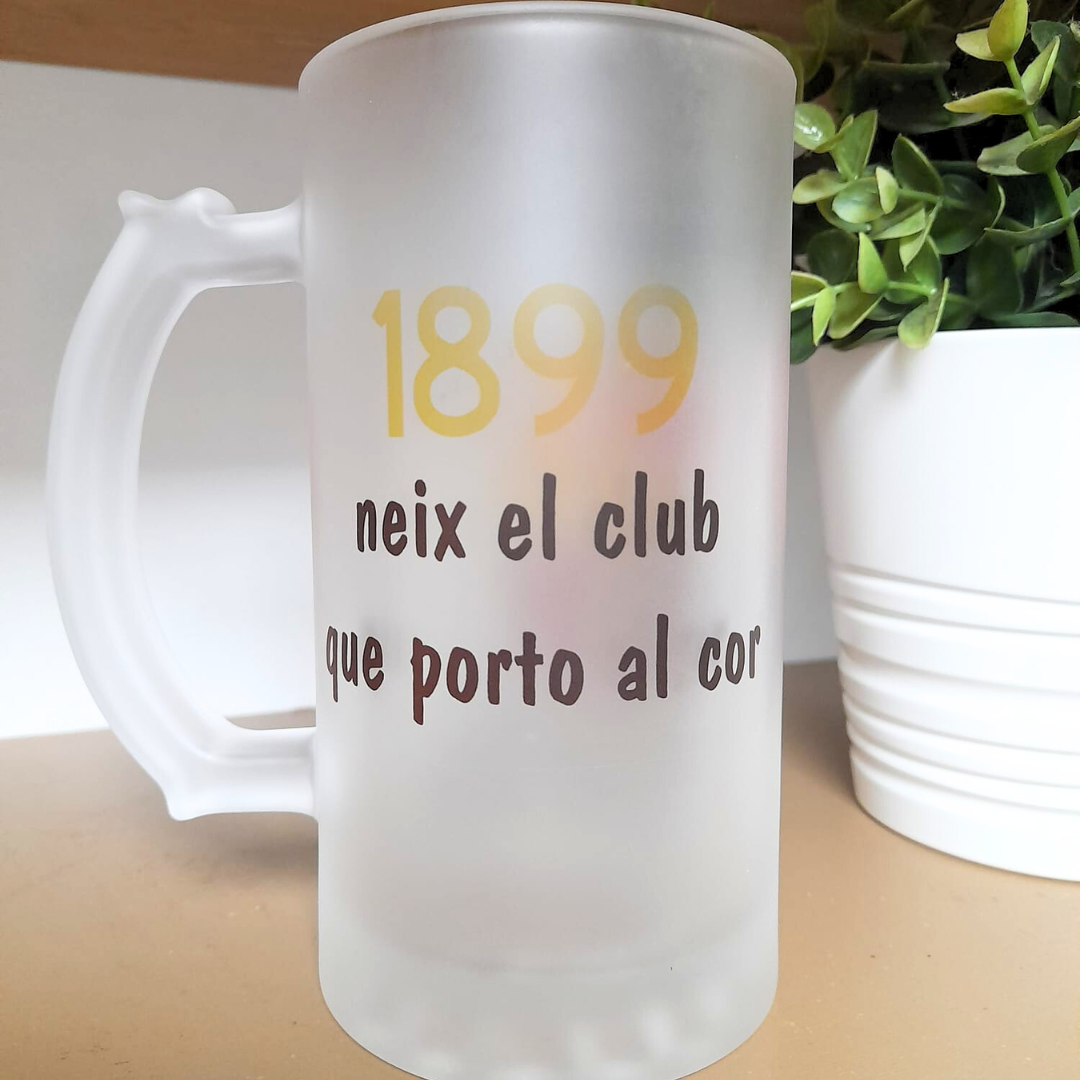 1899
neix el club
que porto al cor